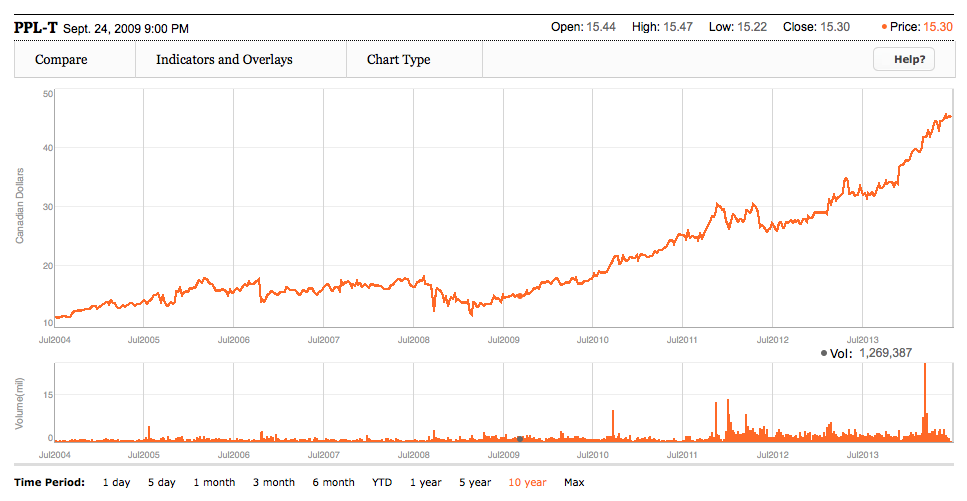 PPL-T Sept. 24, 2009 9:00 PM Open: 15.44 High: 15.47 Low: 15.22 Close: 15.30 Price: 15.30
Compare Indicators and Overlays Chart Type Help?
50
40
30
20
10
Canadian Dollars
Jul2004 Jul2005 Jul2006 Jul2007 Jul2008 Jul2009 Jul2010 Jul2011 Jul2012 Jul2013
Vol: 1,269,387
15
0
Volume(mil)
Jul2004 Jul2005 Jul2006 Jul2007 Jul2008 Jul2009 Jul2010 Jul2011 Jul2012 Jul2013
Time Period: 1 day 5 day 1 month 3 month 6 month YTD 1 year 5 year 10 year Max